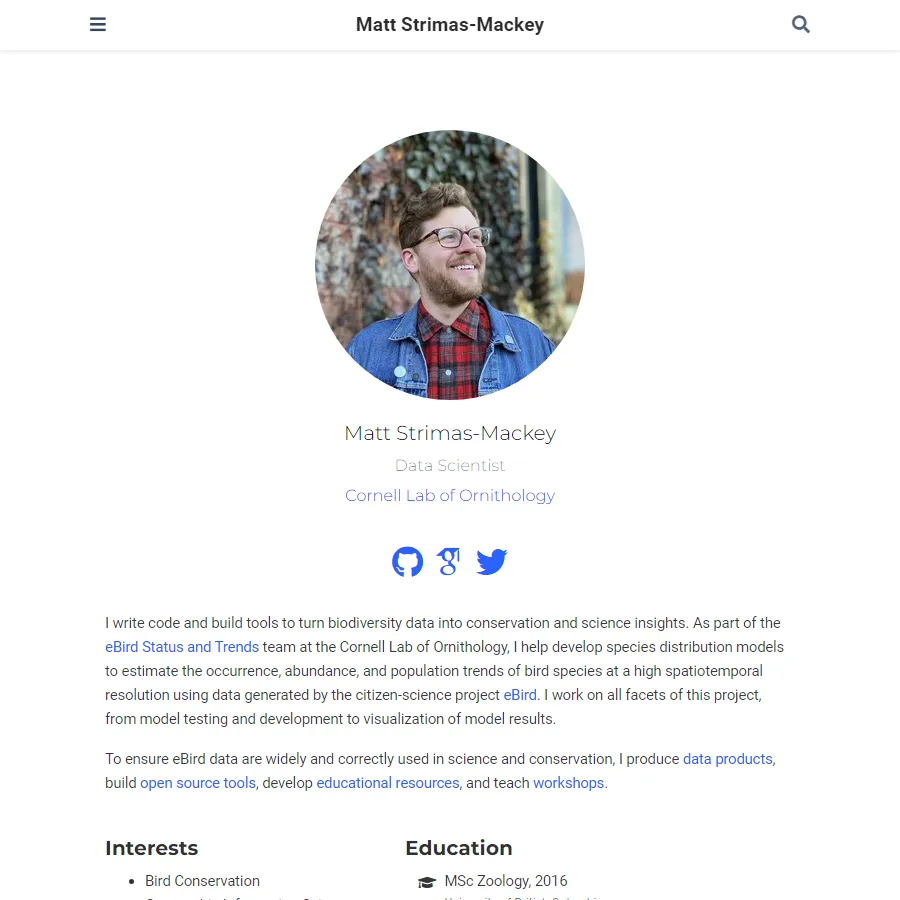 Matt Strimas-Mackey
Matt Strimas-Mackey
Data Scientist
Cornell Lab of Ornithology
I write code and build tools to turn biodiversity data into conservation and science insights. As part of the
eBird Status and Trends team at the Cornell Lab of Ornithology, I help develop species distribution models
to estimate the occurrence, abundance, and population trends of bird species at a high spatiotemporal
resolution using data generated by the citizen-science project eBird. I work on all facets of this project,
from model testing and development to visualization of model results.
To ensure eBird data are widely and correctly used in science and conservation, I produce data products,
build open source tools, develop educational resources, and teach workshops.
Interests
Bird Conservation
Education
MSc Zoology, 2016